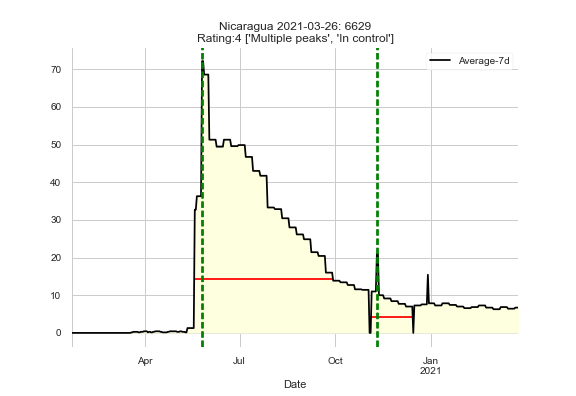 Nicaragua 2021-03-26: 6629
Rating:4 ['Multiple peaks', 'In control']
Average-7d
70
60
50
40
30
20
10
0
Apr
Jul
Oct
Jan
2021
Date